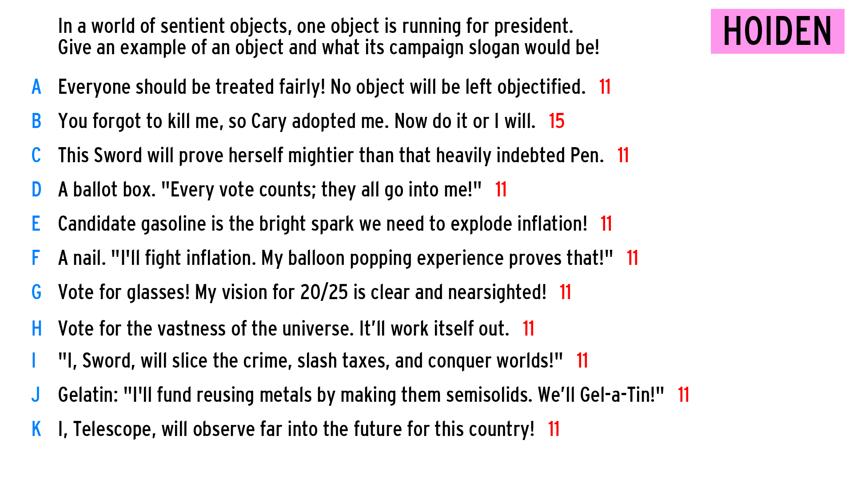 In a world of sentient objects, one object is running for president.
Give an example of an object and what its campaign slogan would be!
HOIDEN
A Everyone should be treated fairly! No object will be left objectified. 11
B You forgot to kill me, so Cary adopted me. Now do it or I will. 15
C This Sword will prove herself mightier than that heavily indebted Pen. 11
D A ballot box. "Every vote counts; they all go into me!" 11
E Candidate gasoline is the bright spark we need to explode inflation! 11
F A nail. "I'll fight inflation. My balloon popping experience proves that!" 11
G Vote for glasses! My vision for 20/25 is clear and nearsighted! 11
H Vote for the vastness of the universe. It’ll work itself out. 11
I "I, Sword, will slice the crime, slash taxes, and conquer worlds!" 11
J Gelatin: "I'll fund reusing metals by making them semisolids. We’ll Gel-a-Tin!" 11
K I, Telescope, will observe far into the future for this country! 11